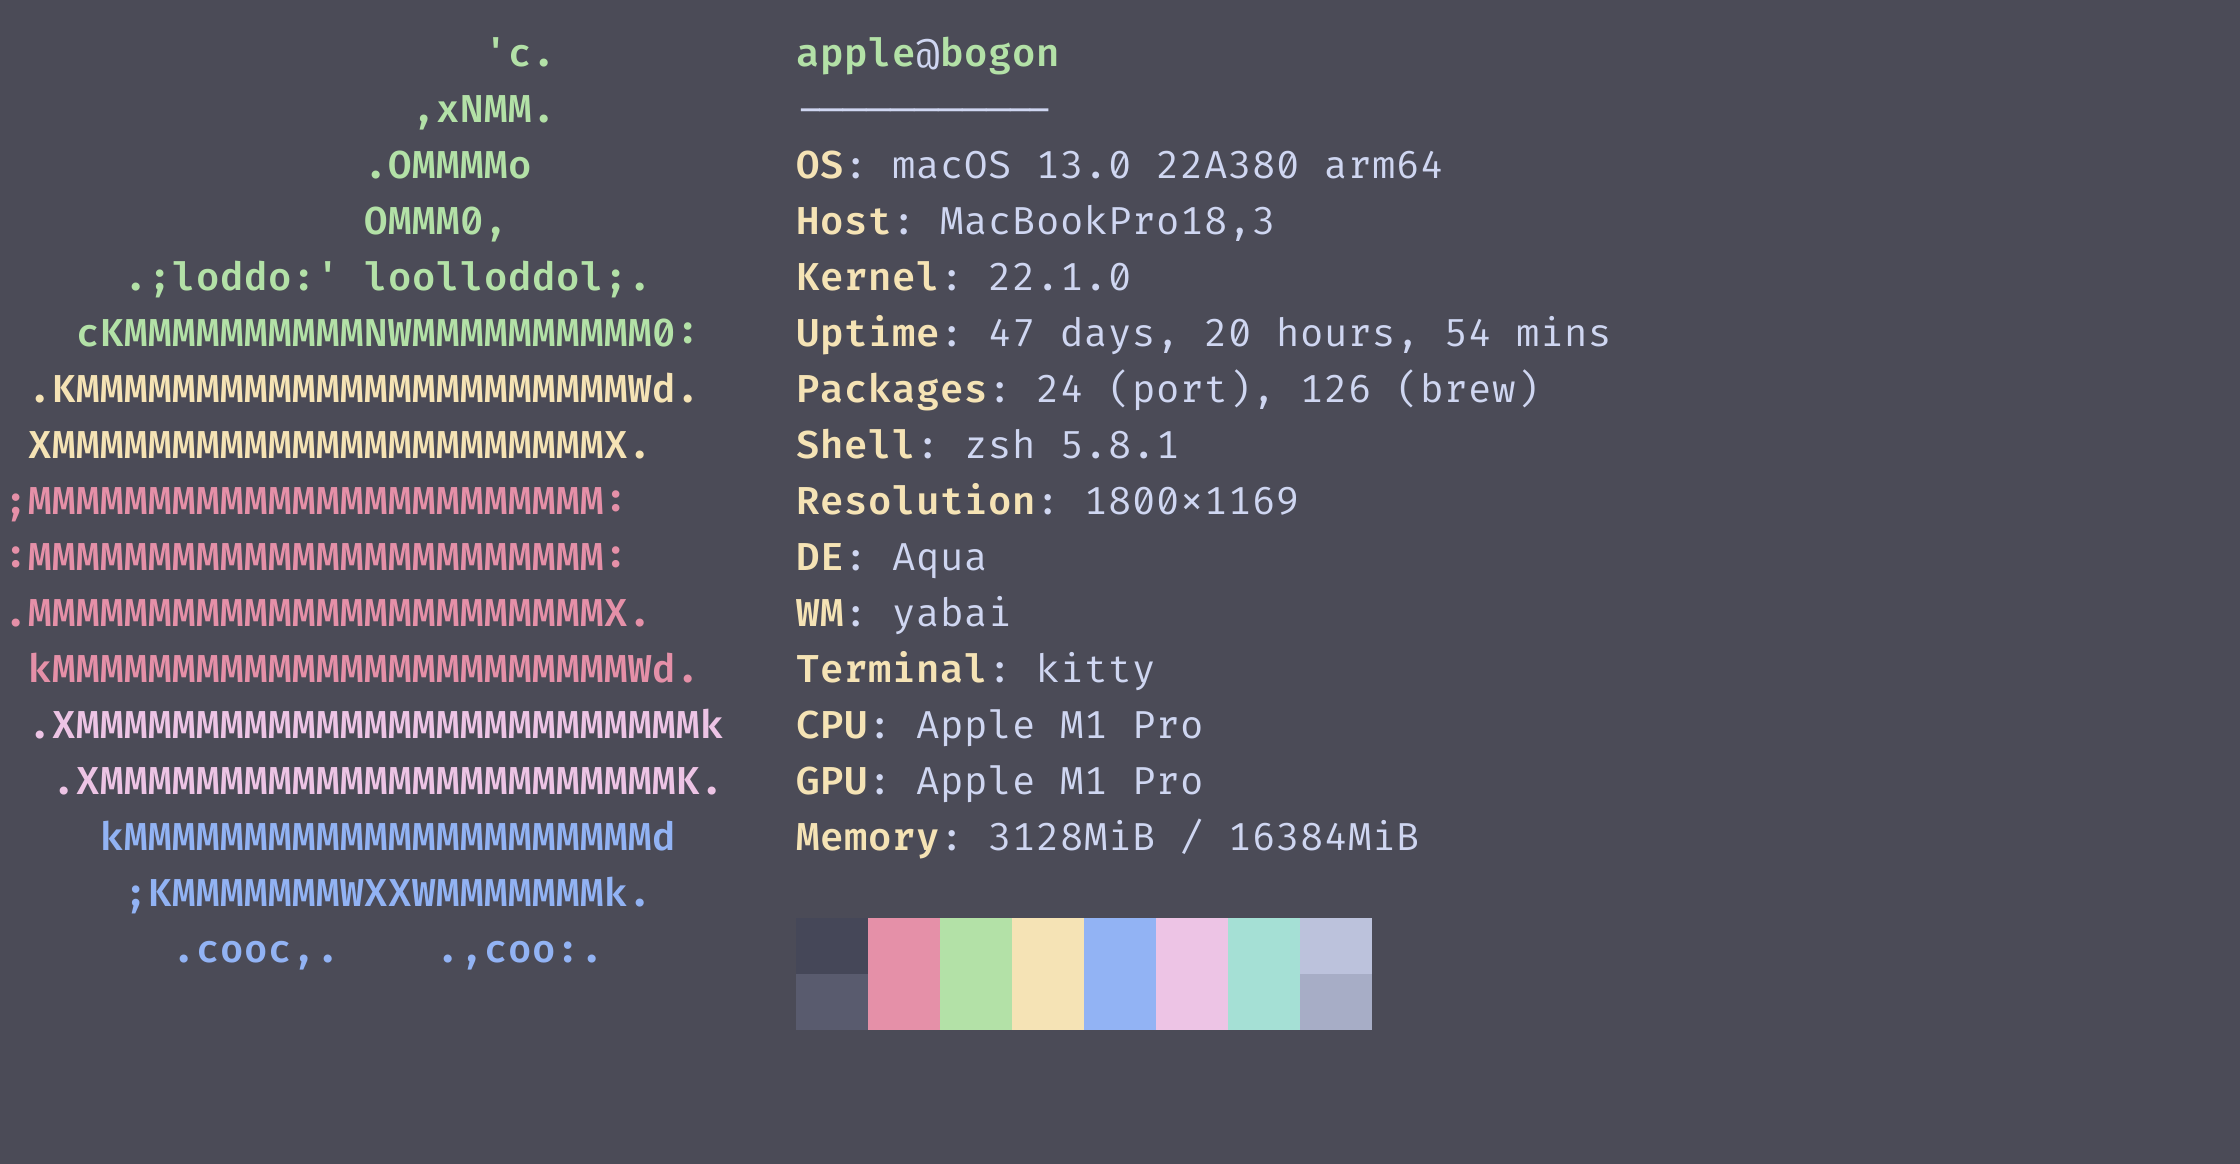 'c.          apple@bogon
                 ,xNMM.          -----------
               .OMMMMo           OS: macOS 13.0 22A380 arm64
               OMMM0,            Host: MacBookPro18,3
     .;loddo:' loolloddol;.      Kernel: 22.1.0
   cKMMMMMMMMMMNWMMMMMMMMMM0:    Uptime: 47 days, 20 hours, 54 mins
 .KMMMMMMMMMMMMMMMMMMMMMMMWd.    Packages: 24 (port), 126 (brew)
 XMMMMMMMMMMMMMMMMMMMMMMMX.      Shell: zsh 5.8.1
;MMMMMMMMMMMMMMMMMMMMMMMM:       Resolution: 1800×1169
:MMMMMMMMMMMMMMMMMMMMMMMM:       DE: Aqua
.MMMMMMMMMMMMMMMMMMMMMMMMX.      WM: yabai
 kMMMMMMMMMMMMMMMMMMMMMMMMWd.    Terminal: kitty
 .XMMMMMMMMMMMMMMMMMMMMMMMMMMk   CPU: Apple M1 Pro
  .XMMMMMMMMMMMMMMMMMMMMMMMMK.   GPU: Apple M1 Pro
    kMMMMMMMMMMMMMMMMMMMMMMd     Memory: 3128MiB / 16384MiB
     ;KMMMMMMMWXXWMMMMMMMk.
       .cooc,.    .,coo:.